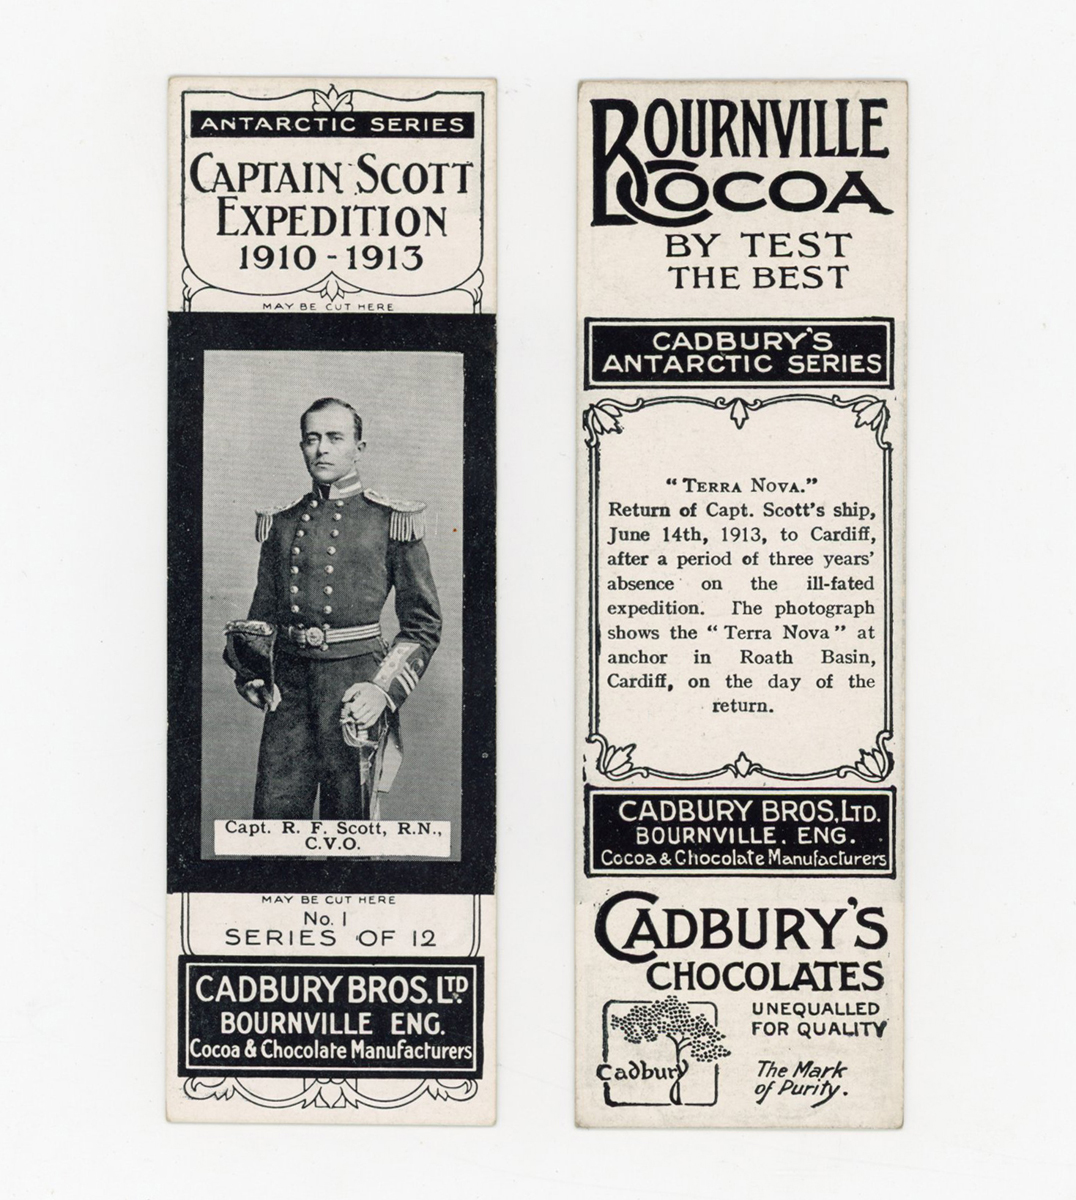 ANTARCTIC SERIES
CAPTAIN SCOTT
EXPEDITION
1910 - 1913
MAY BE CUT HERE
Capt. R. F. Scott, R.N.,
C.V.O.
MAY BE CUT HERE
No. 1
SERIES OF 12
CADBURY BROS. LTD
BOURNVILLE ENG.
Cocoa & Chocolate Manufacturers
BOURNVILLE
COCOA
BY TEST
THE BEST
CADBURY'S
ANTARCTIC SERIES
"TERRA NOVA."
Return of Capt. Scott's ship,
June 14th, 1913, to Cardiff,
after a period of three years'
absence on the ill-fated
expedition. The photograph
shows the "Terra Nova" at
anchor in Roath Basin,
Cardiff, on the day of the
return.
CADBURY BROS. LTD.
BOURNVILLE. ENG.
Cocoa & Chocolate Manufacturers
CADBURY'S
CHOCOLATES
UNEQUALLED
FOR QUALITY
Cadbury
The Mark
of Purity.